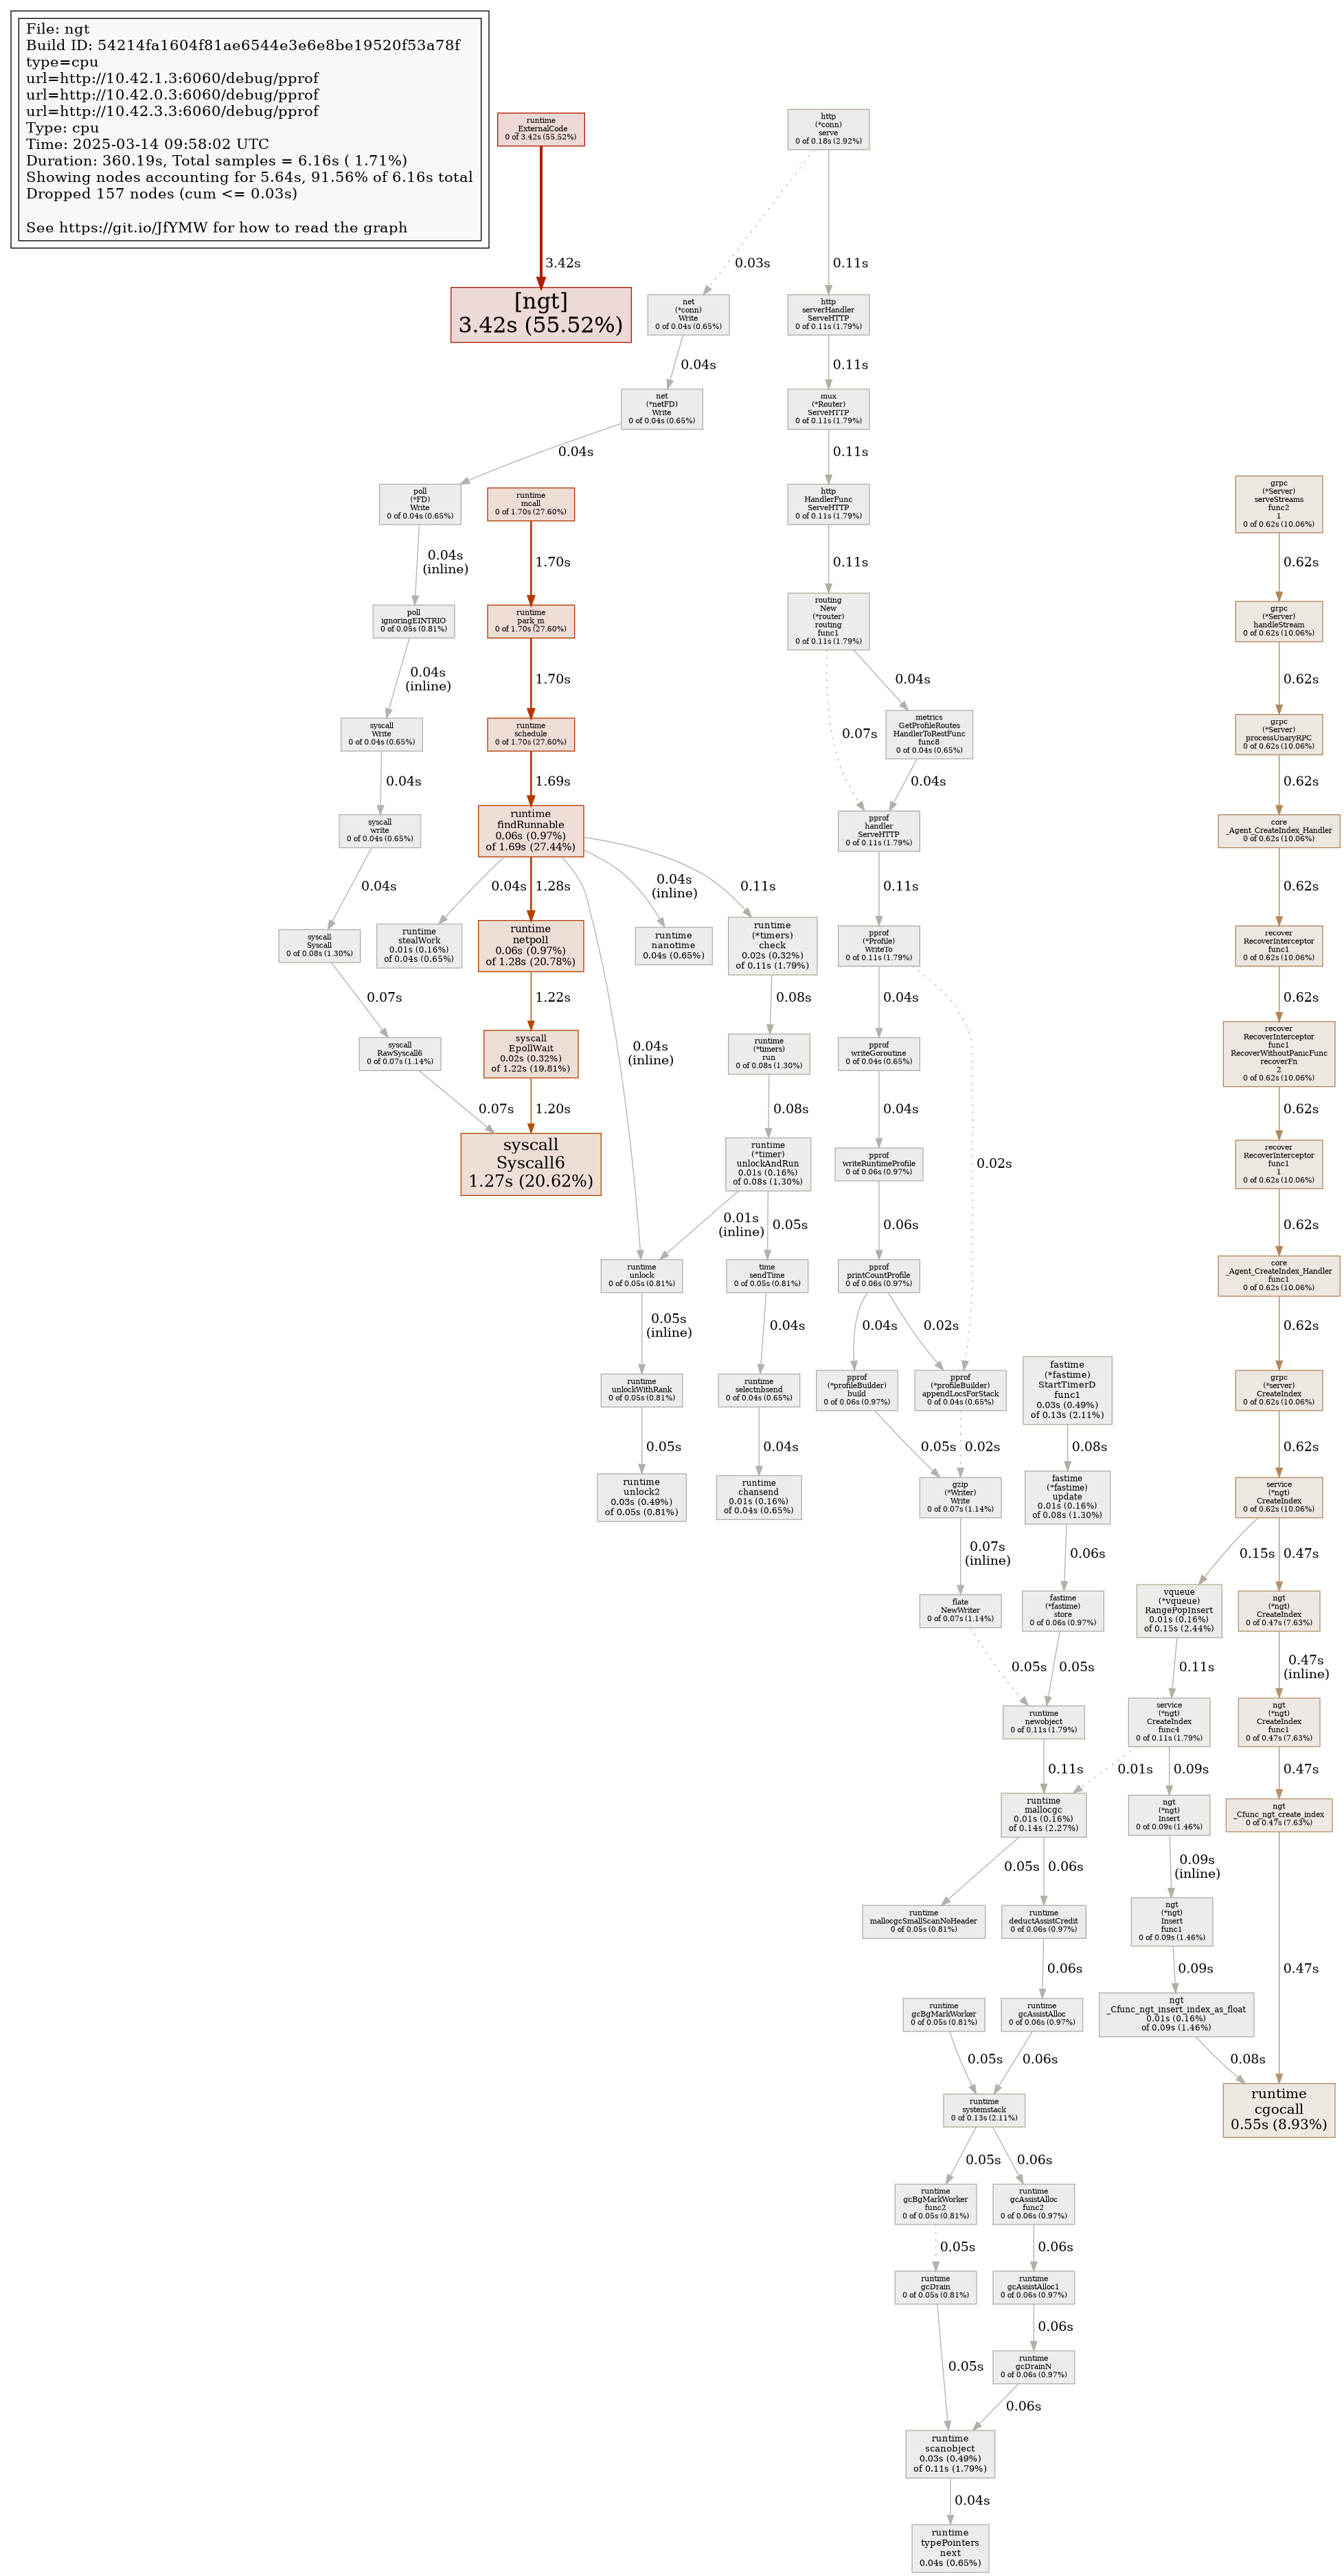 File: ngt
Build ID: 54214fa1604f81ae6544e3e6e8be19520f53a78f
type=cpu
url=http://10.42.1.3:6060/debug/pprof
url=http://10.42.0.3:6060/debug/pprof
url=http://10.42.3.3:6060/debug/pprof
Type: cpu
Time: 2025-03-14 09:58:02 UTC
Duration: 360.19s, Total samples = 6.16s ( 1.71%)
Showing nodes accounting for 5.64s, 91.56% of 6.16s total
Dropped 157 nodes (cum <= 0.03s)
See https://git.io/JfYMW for how to read the graph
runtime
_ExternalCode
0 of 3.42s (55.52%)
3.42s
[ngt]
3.42s (55.52%)
http
(*conn)
serve
0 of 0.18s (2.92%)
0.03s
0.11s
net
(*conn)
Write
0 of 0.04s (0.65%)
0.04s
net
(*netFD)
Write
0 of 0.04s (0.65%)
0.04s
poll
(*FD)
Write
0 of 0.04s (0.65%)
0.04s
(inline)
poll
ignoringEINTRIO
0 of 0.05s (0.81%)
0.04s
(inline)
syscall
Write
0 of 0.04s (0.65%)
0.04s
syscall
write
0 of 0.04s (0.65%)
0.04s
syscall
Syscall
0 of 0.08s (1.30%)
0.07s
syscall
RawSyscall6
0 of 0.07s (1.14%)
0.07s
runtime
mcall
0 of 1.70s (27.60%)
1.70s
runtime
park_m
0 of 1.70s (27.60%)
1.70s
runtime
schedule
0 of 1.70s (27.60%)
1.69s
runtime
findRunnable
0.06s (0.97%)
of 1.69s (27.44%)
0.04s
1.28s
0.04s
(inline)
0.04s
(inline)
0.11s
runtime
stealWork
0.01s (0.16%)
of 0.04s (0.65%)
runtime
netpoll
0.06s (0.97%)
of 1.28s (20.78%)
1.22s
syscall
EpollWait
0.02s (0.32%)
of 1.22s (19.81%)
1.20s
syscall
Syscall6
1.27s (20.62%)
runtime
nanotime
0.04s (0.65%)
runtime
(*timers)
check
0.02s (0.32%)
of 0.11s (1.79%)
0.08s
runtime
(*timers)
run
0 of 0.08s (1.30%)
0.08s
runtime
(*timer)
unlockAndRun
0.01s (0.16%)
of 0.08s (1.30%)
0.01s
(inline)
0.05s
runtime
unlock
0 of 0.05s (0.81%)
0.05s
(inline)
runtime
unlockWithRank
0 of 0.05s (0.81%)
0.05s
runtime
unlock2
0.03s (0.49%)
of 0.05s (0.81%)
time
sendTime
0 of 0.05s (0.81%)
0.04s
runtime
selectnbsend
0 of 0.04s (0.65%)
0.04s
runtime
chansend
0.01s (0.16%)
of 0.04s (0.65%)
http
serverHandler
ServeHTTP
0 of 0.11s (1.79%)
0.11s
mux
(*Router)
ServeHTTP
0 of 0.11s (1.79%)
0.11s
http
HandlerFunc
ServeHTTP
0 of 0.11s (1.79%)
0.11s
routing
New
(*router)
routing
func1
0 of 0.11s (1.79%)
0.07s
0.04s
metrics
GetProfileRoutes
HandlerToRestFunc
func8
0 of 0.04s (0.65%)
0.04s
pprof
handler
ServeHTTP
0 of 0.11s (1.79%)
0.11s
pprof
(*Profile)
WriteTo
0 of 0.11s (1.79%)
0.04s
0.02s
pprof
writeGoroutine
0 of 0.04s (0.65%)
0.04s
pprof
writeRuntimeProfile
0 of 0.06s (0.97%)
0.06s
pprof
printCountProfile
0 of 0.06s (0.97%)
0.04s
0.02s
pprof
(*profileBuilder)
build
0 of 0.06s (0.97%)
0.05s
pprof
(*profileBuilder)
appendLocsForStack
0 of 0.04s (0.65%)
0.02s
gzip
(*Writer)
Write
0 of 0.07s (1.14%)
0.07s
(inline)
flate
NewWriter
0 of 0.07s (1.14%)
0.05s
fastime
(*fastime)
StartTimerD
func1
0.03s (0.49%)
of 0.13s (2.11%)
0.08s
fastime
(*fastime)
update
0.01s (0.16%)
of 0.08s (1.30%)
0.06s
fastime
(*fastime)
store
0 of 0.06s (0.97%)
0.05s
runtime
newobject
0 of 0.11s (1.79%)
0.11s
runtime
mallocgc
0.01s (0.16%)
of 0.14s (2.27%)
0.05s
0.06s
runtime
mallocgcSmallScanNoHeader
0 of 0.05s (0.81%)
runtime
deductAssistCredit
0 of 0.06s (0.97%)
0.06s
runtime
gcBgMarkWorker
0 of 0.05s (0.81%)
0.05s
runtime
gcAssistAlloc
0 of 0.06s (0.97%)
0.06s
runtime
systemstack
0 of 0.13s (2.11%)
0.05s
0.06s
runtime
gcBgMarkWorker
func2
0 of 0.05s (0.81%)
0.05s
runtime
gcDrain
0 of 0.05s (0.81%)
0.05s
runtime
gcAssistAlloc
func2
0 of 0.06s (0.97%)
0.06s
runtime
gcAssistAlloc1
0 of 0.06s (0.97%)
0.06s
runtime
gcDrainN
0 of 0.06s (0.97%)
0.06s
runtime
scanobject
0.03s (0.49%)
of 0.11s (1.79%)
0.04s
runtime
typePointers
next
0.04s (0.65%)
grpc
(*Server)
serveStreams
func2
1
0 of 0.62s (10.06%)
0.62s
grpc
(*Server)
handleStream
0 of 0.62s (10.06%)
0.62s
grpc
(*Server)
processUnaryRPC
0 of 0.62s (10.06%)
0.62s
core
_Agent_CreateIndex_Handler
0 of 0.62s (10.06%)
0.62s
recover
RecoverInterceptor
func1
0 of 0.62s (10.06%)
0.62s
recover
RecoverInterceptor
func1
RecoverWithoutPanicFunc
recoverFn
2
0 of 0.62s (10.06%)
0.62s
recover
RecoverInterceptor
func1
1
0 of 0.62s (10.06%)
0.62s
core
_Agent_CreateIndex_Handler
func1
0 of 0.62s (10.06%)
0.62s
grpc
(*server)
CreateIndex
0 of 0.62s (10.06%)
0.62s
service
(*ngt)
CreateIndex
0 of 0.62s (10.06%)
0.15s
0.47s
vqueue
(*vqueue)
RangePopInsert
0.01s (0.16%)
of 0.15s (2.44%)
0.11s
service
(*ngt)
CreateIndex
func4
0 of 0.11s (1.79%)
0.01s
0.09s
ngt
(*ngt)
Insert
0 of 0.09s (1.46%)
0.09s
(inline)
ngt
(*ngt)
Insert
func1
0 of 0.09s (1.46%)
0.09s
ngt
_Cfunc_ngt_insert_index_as_float
0.01s (0.16%)
of 0.09s (1.46%)
0.08s
ngt
(*ngt)
CreateIndex
0 of 0.47s (7.63%)
0.47s
(inline)
ngt
(*ngt)
CreateIndex
func1
0 of 0.47s (7.63%)
0.47s
ngt
_Cfunc_ngt_create_index
0 of 0.47s (7.63%)
0.47s
runtime
cgocall
0.55s (8.93%)